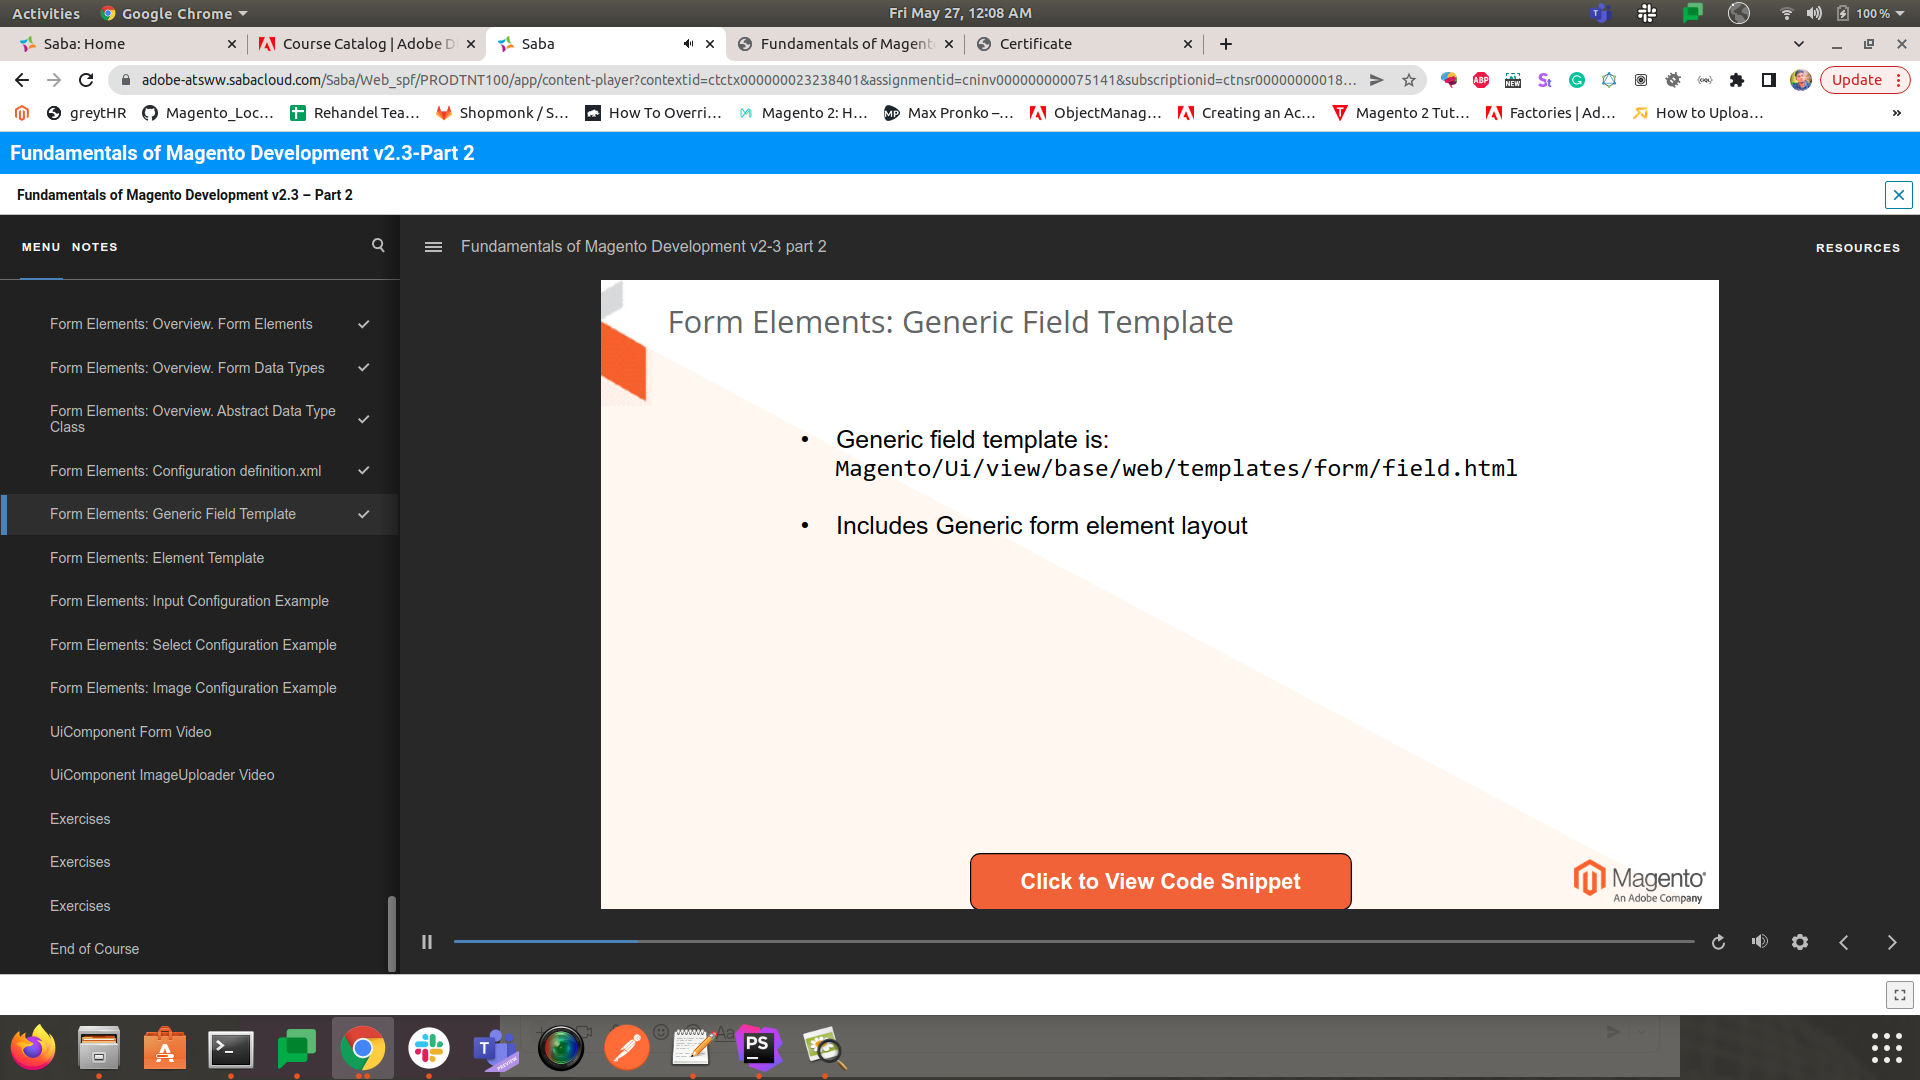 Activities
Google Chrome
Fri May 27, 12:08 AM
100 %
Saba: Home
Course Catalog | Adobe D
Saba
Fundamentals of Magent
Certificate
adobe-atsww.sabacloud.com/Saba/Web_spf/PRODTNT100/app/content-player?contextid=ctctx000000023238401&assignmentid=cninv000000000075141&subscriptionid=ctnsr00000000018...
ABP
NEW
Update
greytHR
Magento_Loc...
Rehandel Tea...
Shopmonk / S...
How To Overri...
Magento 2: H...
Max Pronko –...
ObjectManag...
Creating an Ac...
Magento 2 Tut...
Factories | Ad...
How to Uploa...
»
Fundamentals of Magento Development v2.3-Part 2
Fundamentals of Magento Development v2.3 – Part 2
MENU NOTES
Fundamentals of Magento Development v2-3 part 2
RESOURCES
Form Elements: Overview. Form Elements
Form Elements: Overview. Form Data Types
Form Elements: Overview. Abstract Data Type
Class
Form Elements: Configuration definition.xml
Form Elements: Generic Field Template
Form Elements: Element Template
Form Elements: Input Configuration Example
Form Elements: Select Configuration Example
Form Elements: Image Configuration Example
UiComponent Form Video
UiComponent ImageUploader Video
Exercises
Exercises
Exercises
End of Course
Form Elements: Generic Field Template
• Generic field template is:
Magento/Ui/view/base/web/templates/form/field.html
• Includes Generic form element layout
Click to View Code Snippet
Magento
An Adobe Company
PS